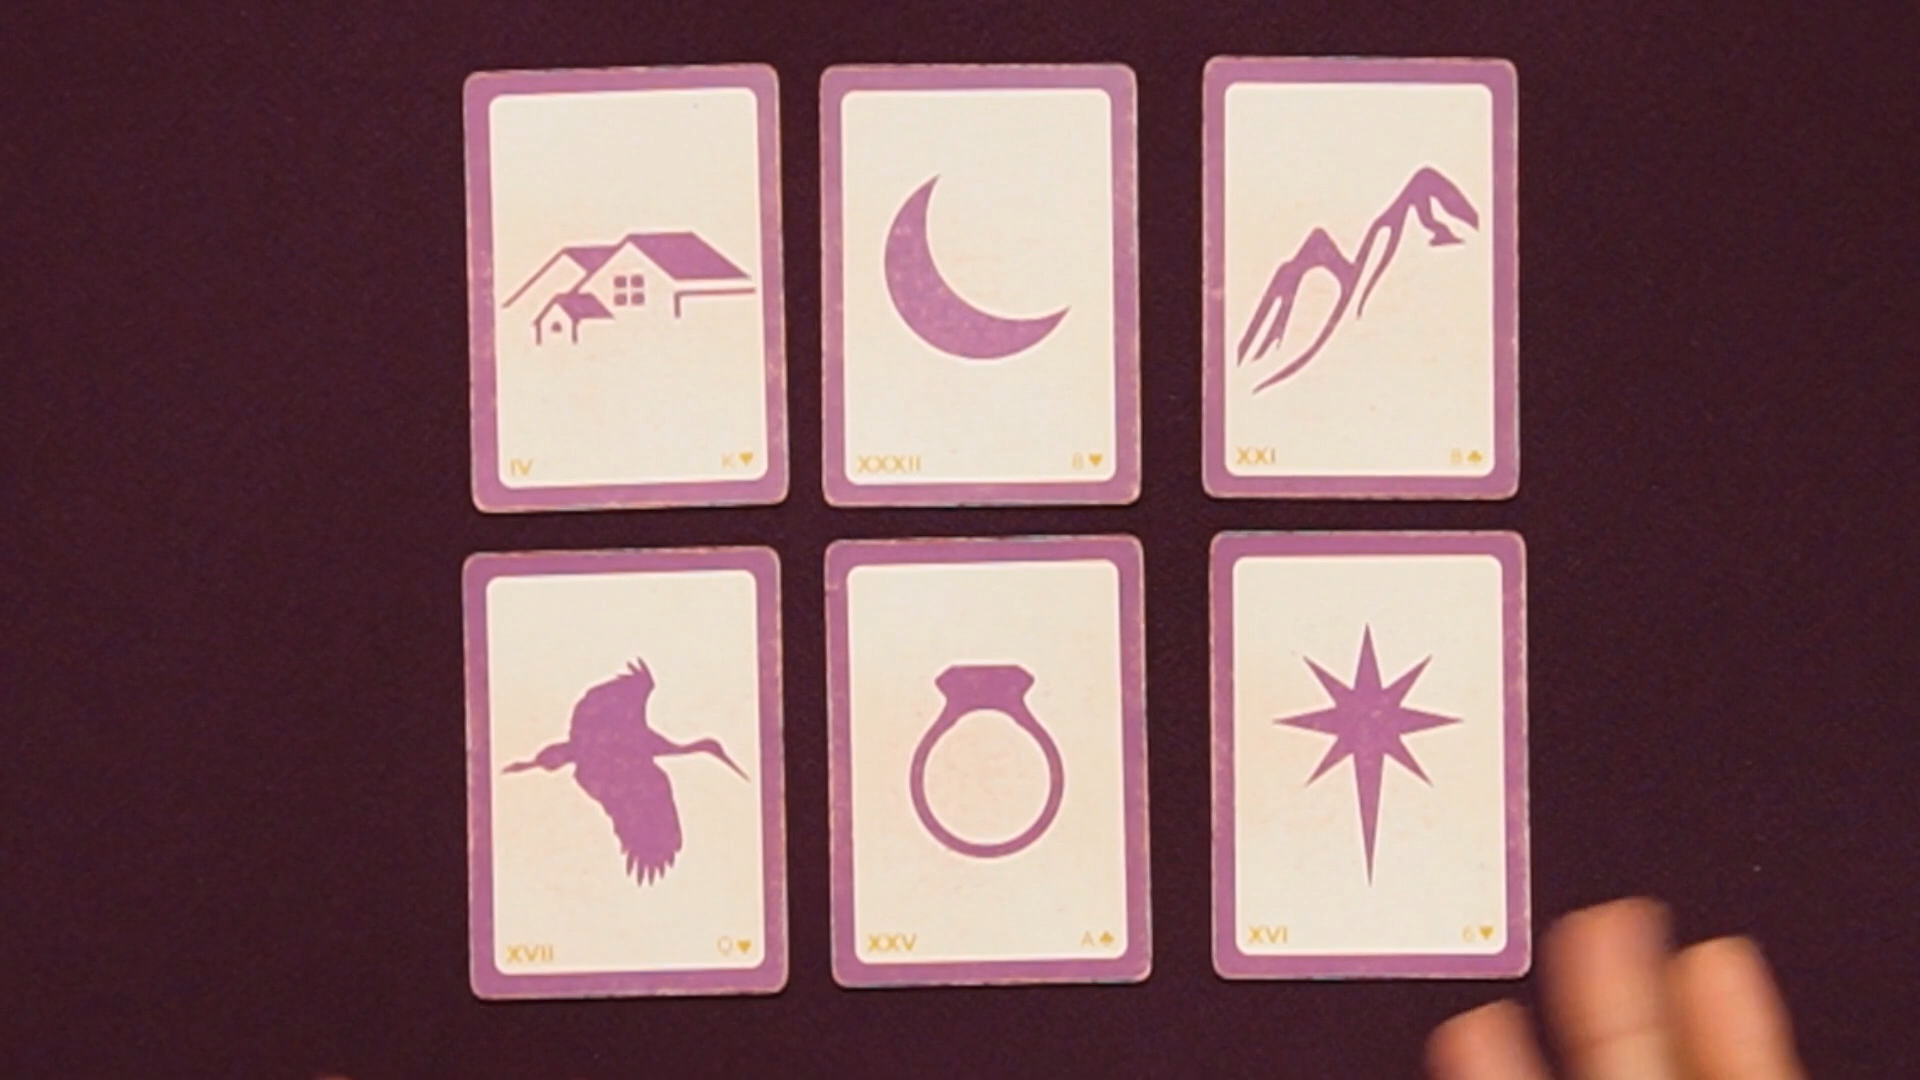 IV K♥
XXXII 8♥
XXI 8♣
XVII Q♥
XXV A♣
XVI 6♥